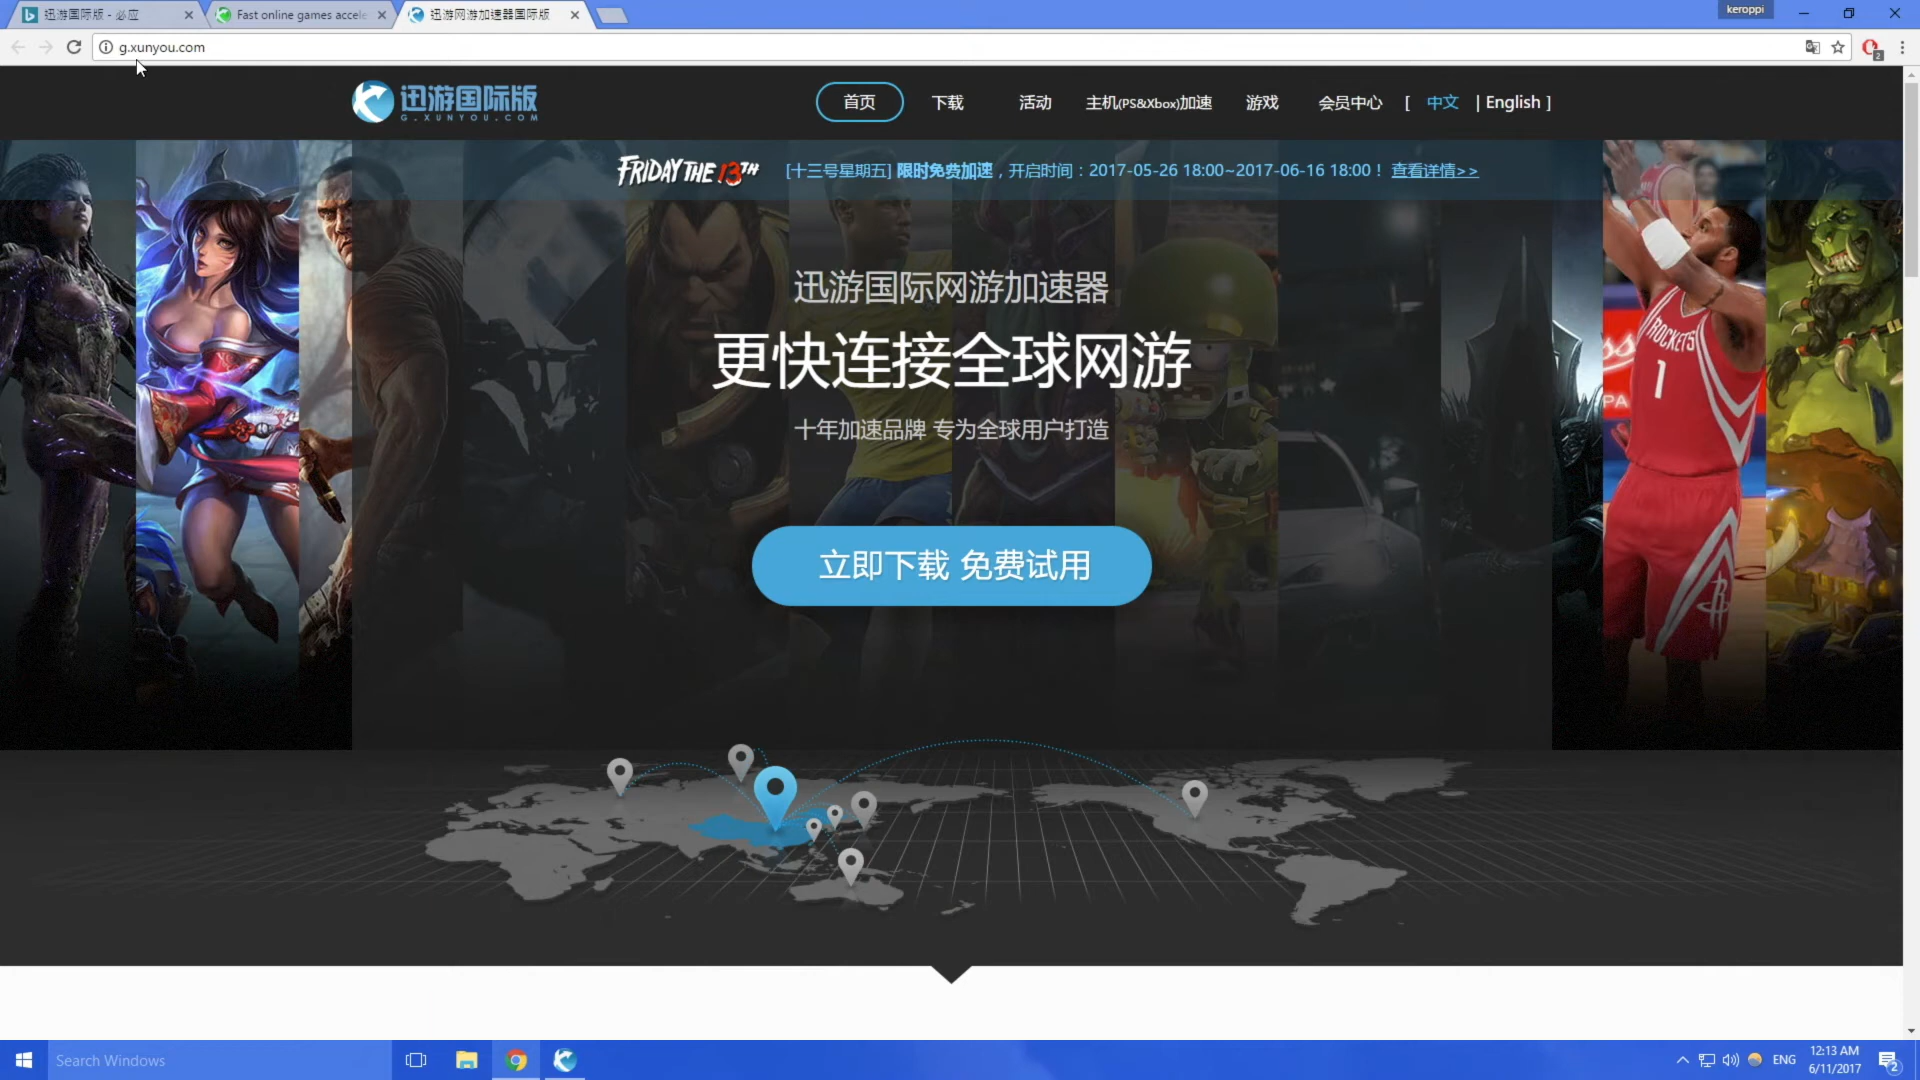 迅游国际版 - 必应
Fast online games accele
迅游网游加速器国际版
keroppi
g.xunyou.com
2
迅游国际版
G.XUNYOU.COM
首页 下载 活动 主机(PS&Xbox)加速 游戏 会员中心 [ 中文 | English ]
FRIDAY THE 13TH [十三号星期五] 限时免费加速，开启时间：2017-05-26 18:00~2017-06-16 18:00！ 查看详情>>
迅游国际网游加速器
更快连接全球网游
十年加速品牌 专为全球用户打造
ROCKETS
1
立即下载 免费试用
Search Windows
ENG
12:13 AM
6/11/2017
2